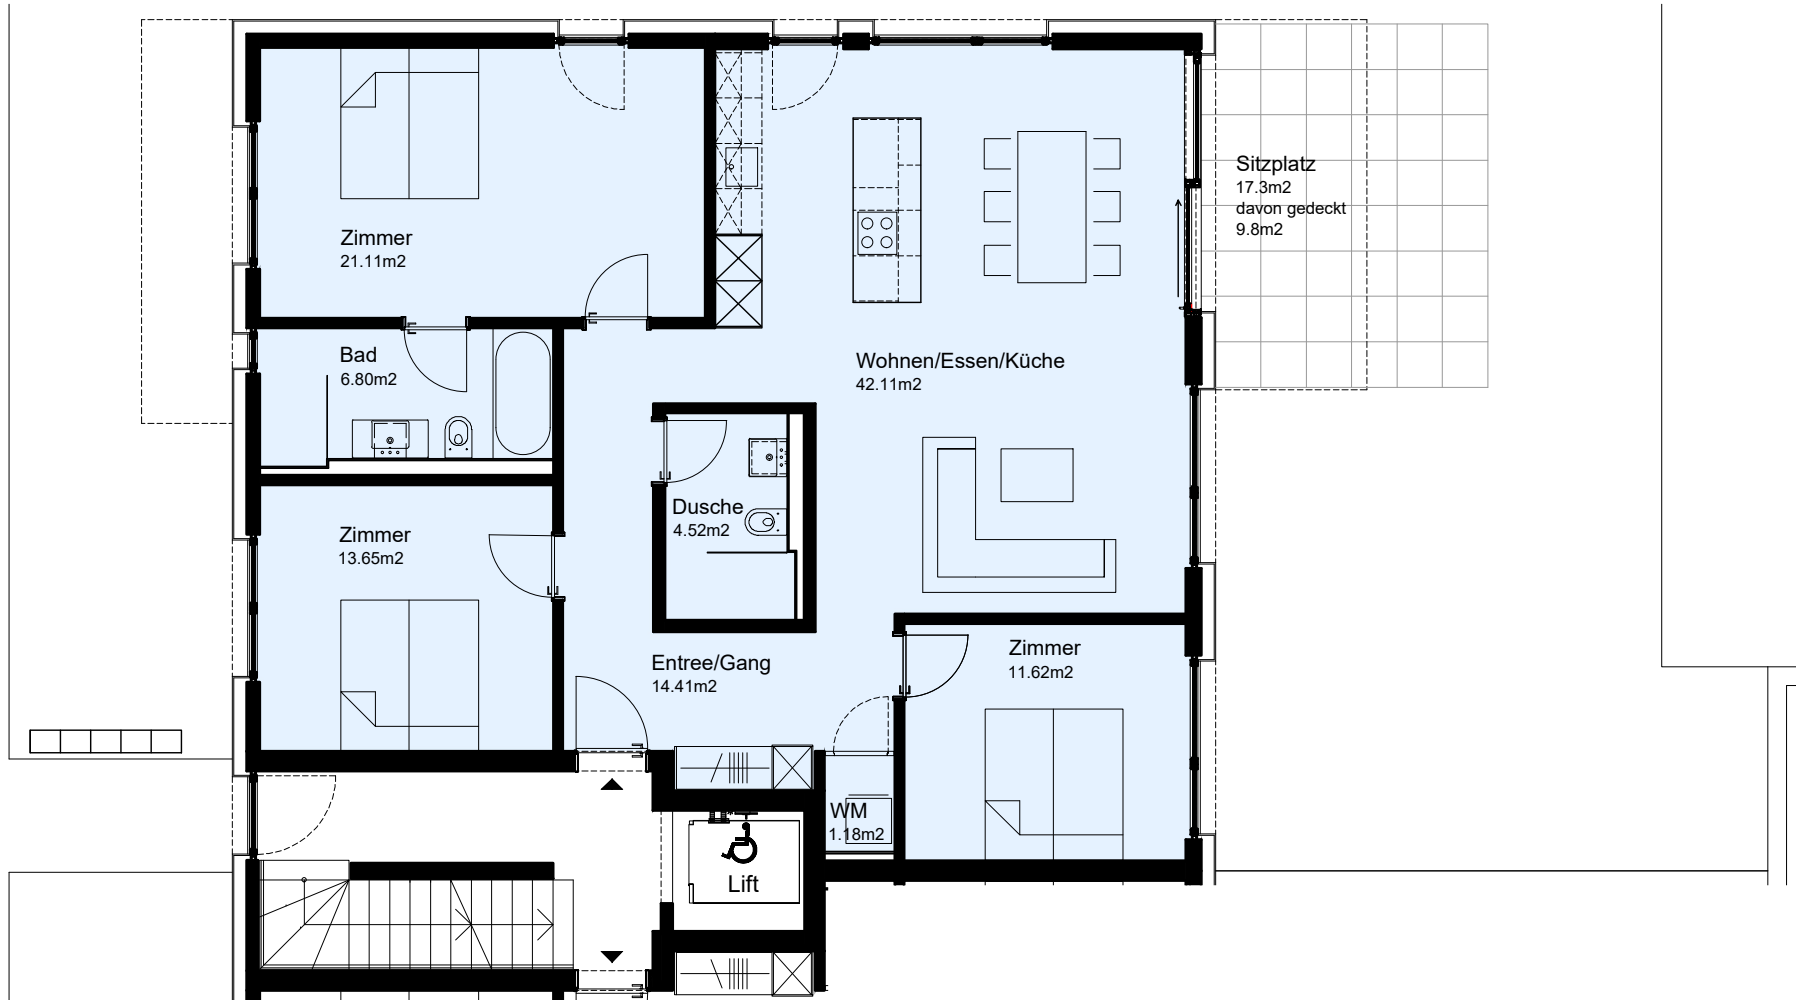 Sitzplatz
17.3m2
davon gedeckt
9.8m2
Zimmer
21.11m2
Bad
6.80m2
Wohnen/Essen/Küche
42.11m2
Dusche
4.52m2
Zimmer
13.65m2
Entree/Gang
14.41m2
Zimmer
11.62m2
WM
1.18m2
Lift